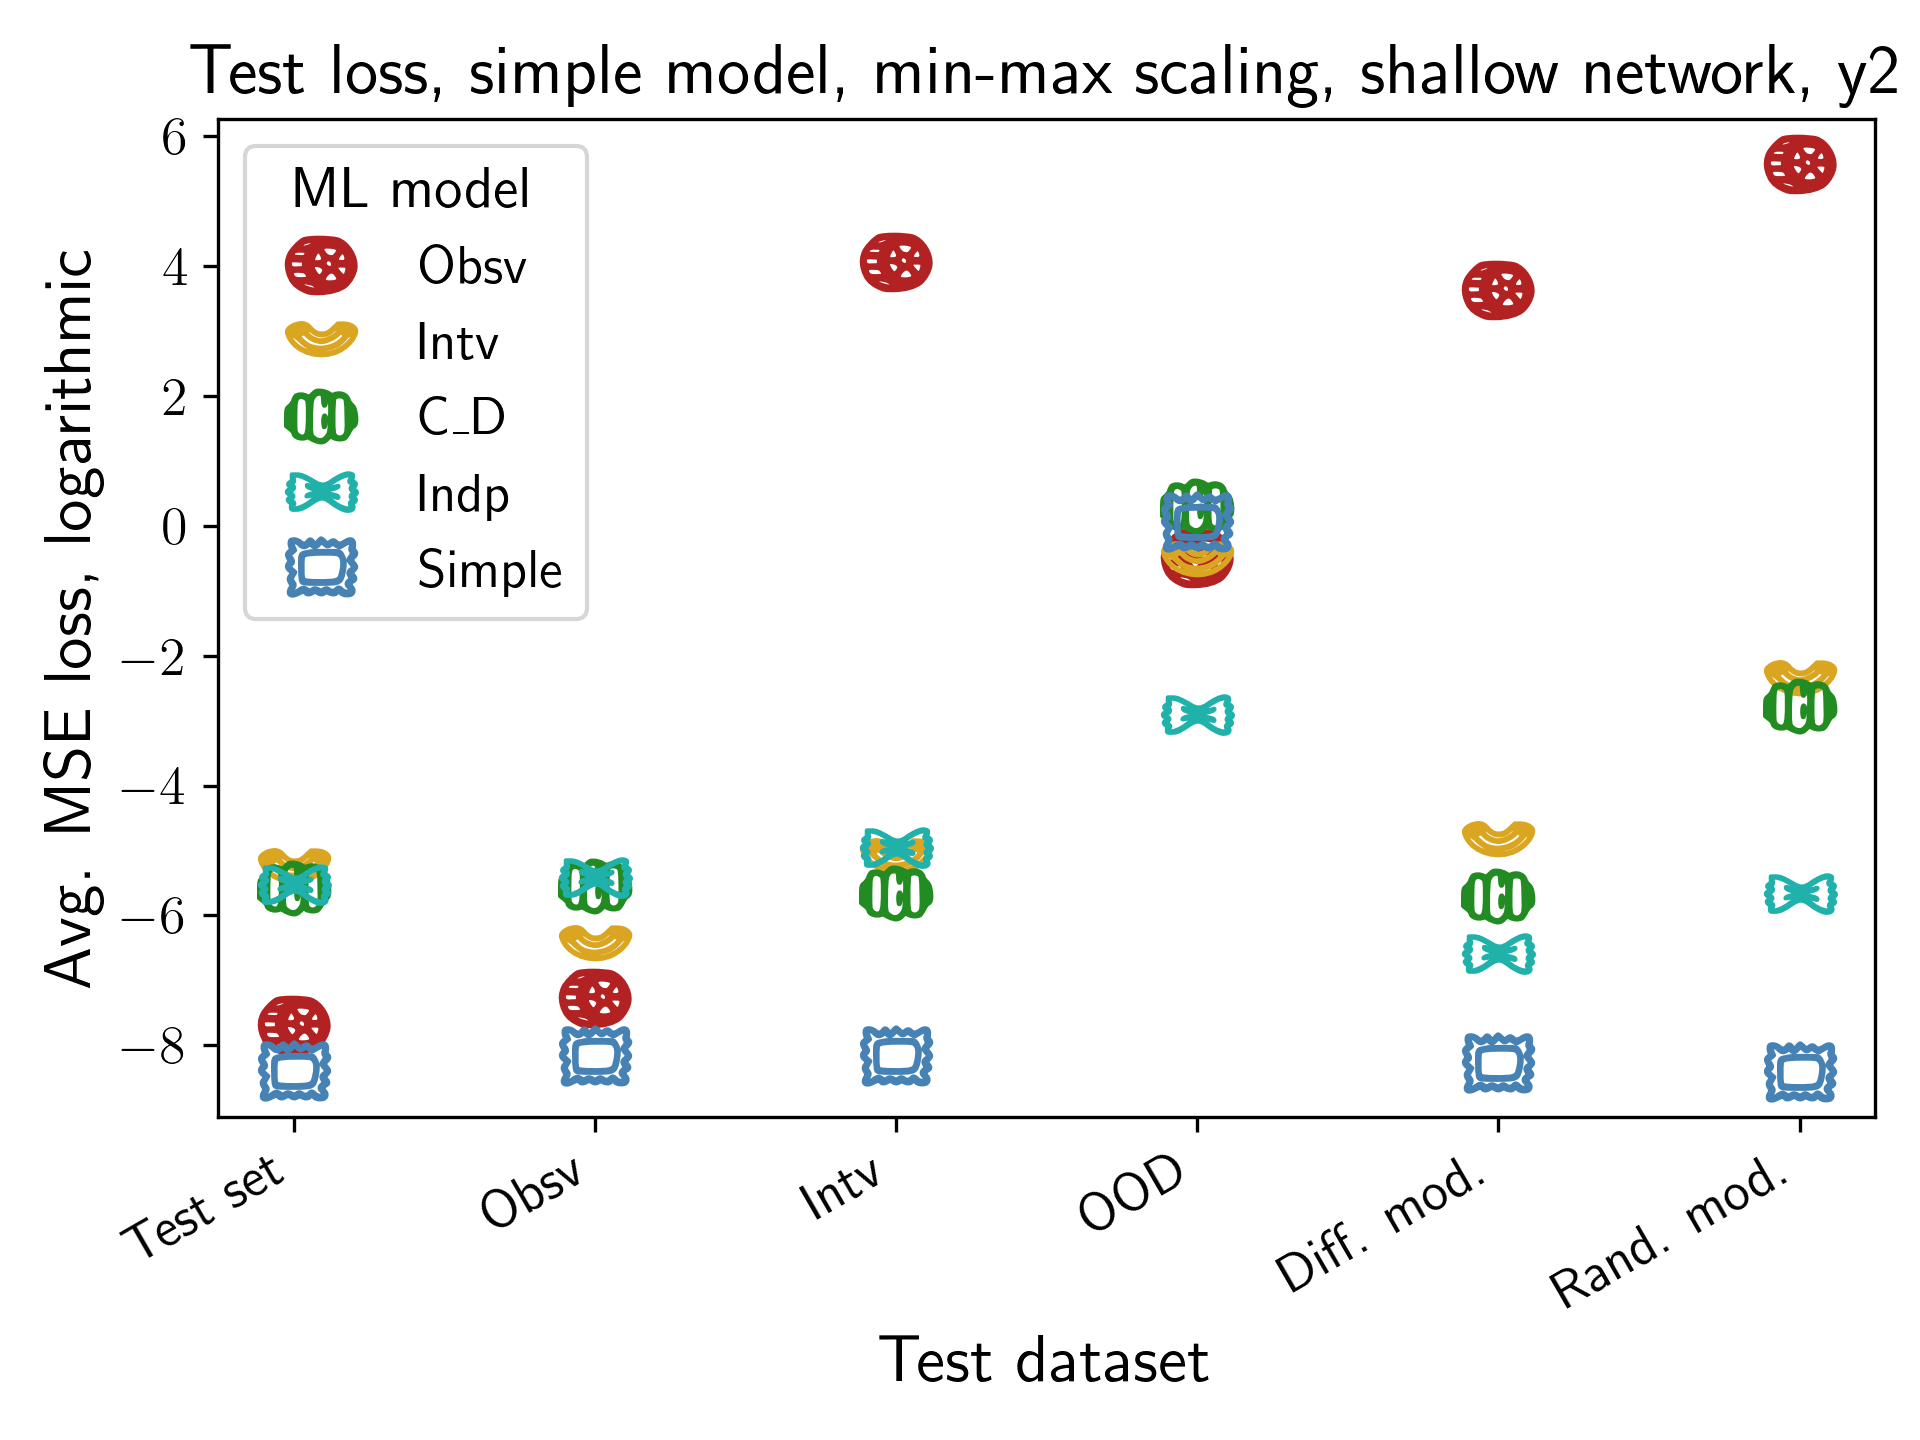 Test loss, simple model, min-max scaling, shallow network, y2
Avg. MSE loss, logarithmic
6
4
2
0
−2
−4
−6
−8
ML model
Obsv
Intv
C_D
Indp
Simple
Test set
Obsv
Intv
OOD
Diff. mod.
Rand. mod.
Test dataset